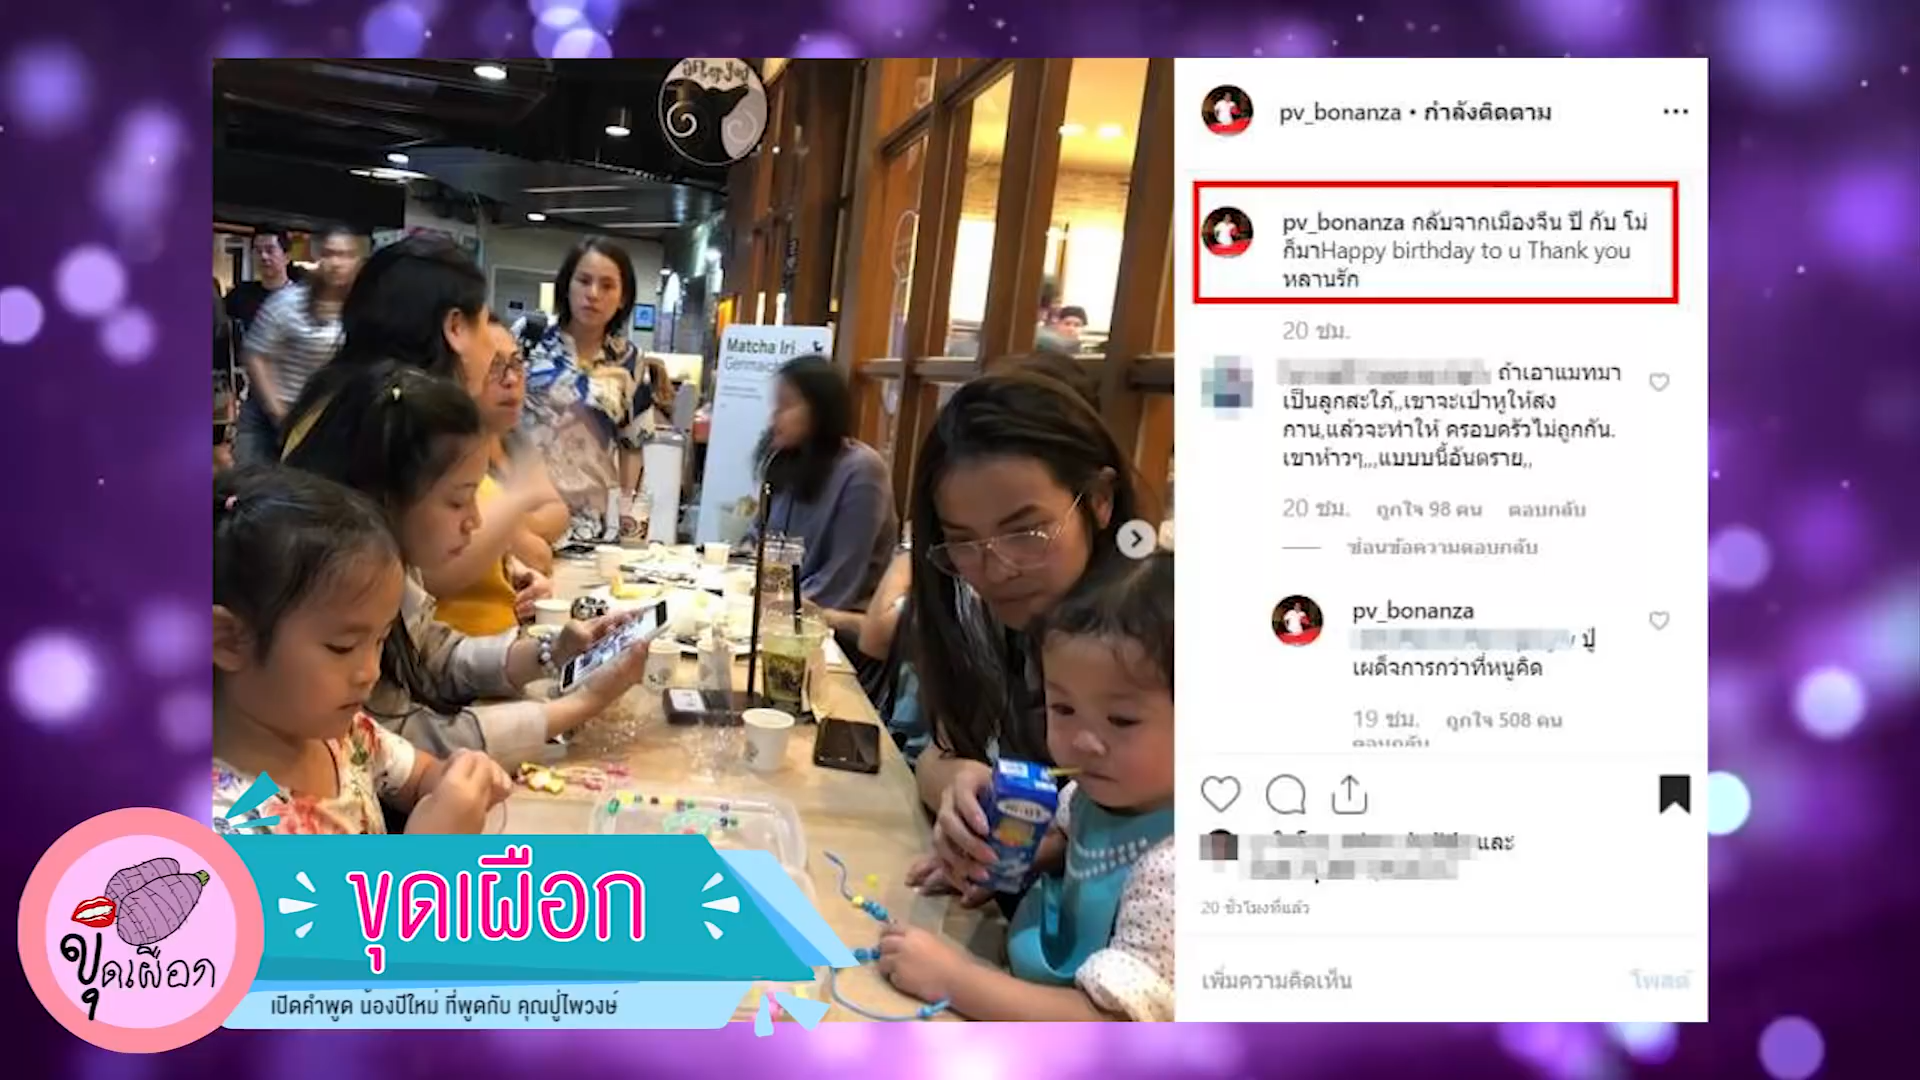 afteryou
Matcha Iri
Genmaicha
pv_bonanza • กำลังติดตาม
pv_bonanza กลับจากเมืองจีน ปี กับ โม่
ก็มาHappy birthday to u Thank you
หลานรัก
20 ชม.
ถ้าเอาแมทมา
เป็นลูกสะใภ้,,เขาจะเป่าหูให้สง
กาน,แล้วจะทำให้ ครอบครัวไม่ถูกกัน.
เขาห้าวๆ,,,แบบบนี้อันตราย,,
20 ชม. ถูกใจ 98 คน ตอบกลับ
ซ่อนข้อความตอบกลับ
pv_bonanza
ปู่
เผด็จการกว่าที่หนูคิด
19 ชม. ถูกใจ 508 คน
ตอบกลับ
และ
20 ชั่วโมงที่แล้ว
เพิ่มความคิดเห็น โพสต์
ขุดเผือก
ขุดเผือก
เปิดคำพูด น้องปีใหม่ ที่พูดกับ คุณปู่ไพวงษ์